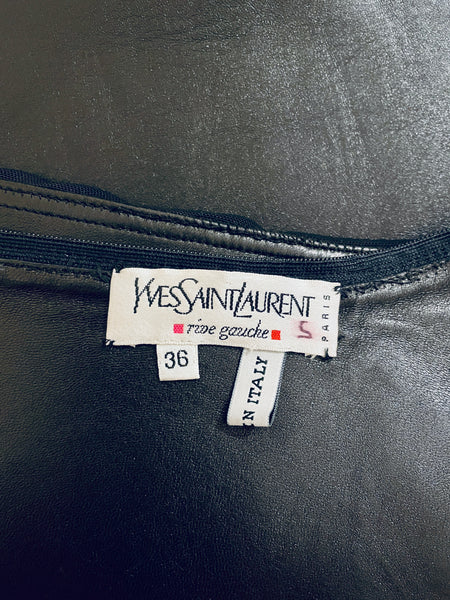 YVESSAINTLAURENT
rive gauche
S
PARIS
36
IN ITALY